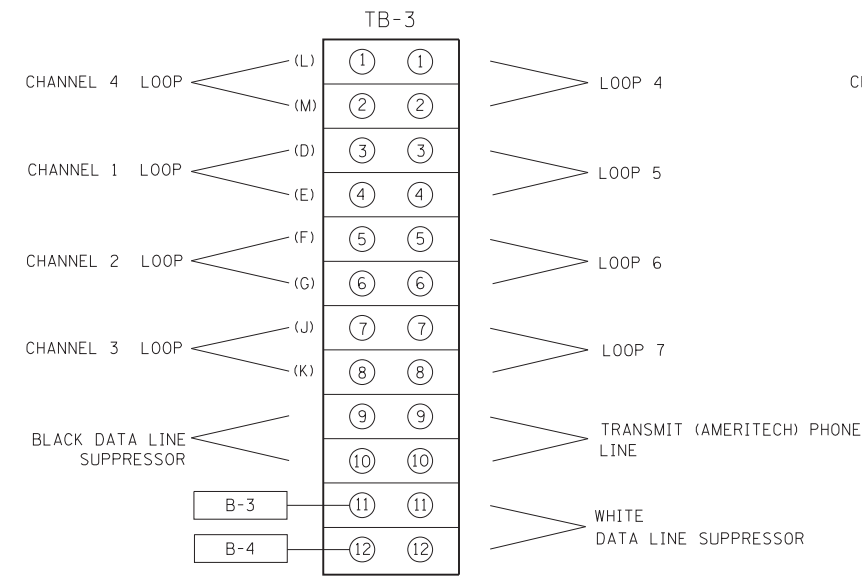 TB-3
CHANNEL 4 LOOP (L) 1 1 LOOP 4
(M) 2 2
CHANNEL 1 LOOP (D) 3 3 LOOP 5
(E) 4 4
CHANNEL 2 LOOP (F) 5 5 LOOP 6
(G) 6 6
CHANNEL 3 LOOP (J) 7 7 LOOP 7
(K) 8 8
BLACK DATA LINE
SUPPRESSOR
9 9
10 10
TRANSMIT (AMERITECH) PHONE
LINE
B-3 11 11
B-4 12 12
WHITE
DATA LINE SUPPRESSOR